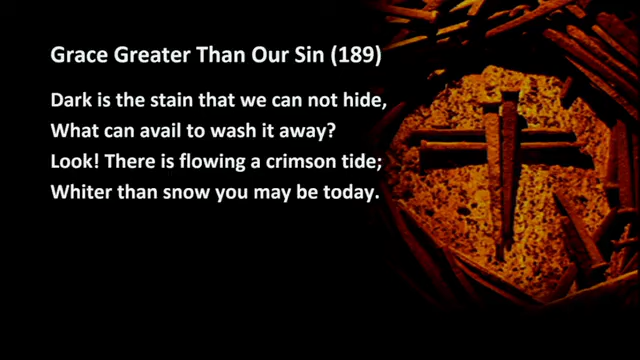 Grace Greater Than Our Sin (189)
Dark is the stain that we can not hide,
What can avail to wash it away?
Look! There is flowing a crimson tide;
Whiter than snow you may be today.